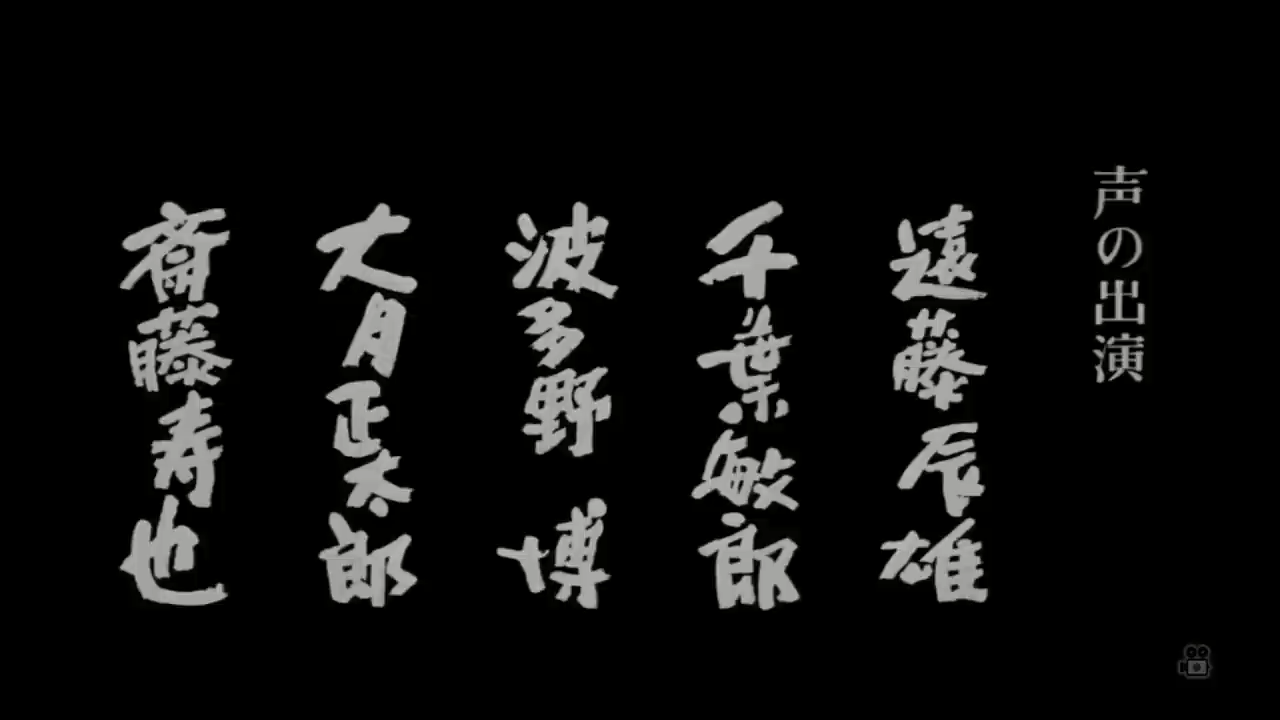 声の出演
遠藤辰雄
千葉敏郎
波多野 博
大月正太郎
斎藤寿也